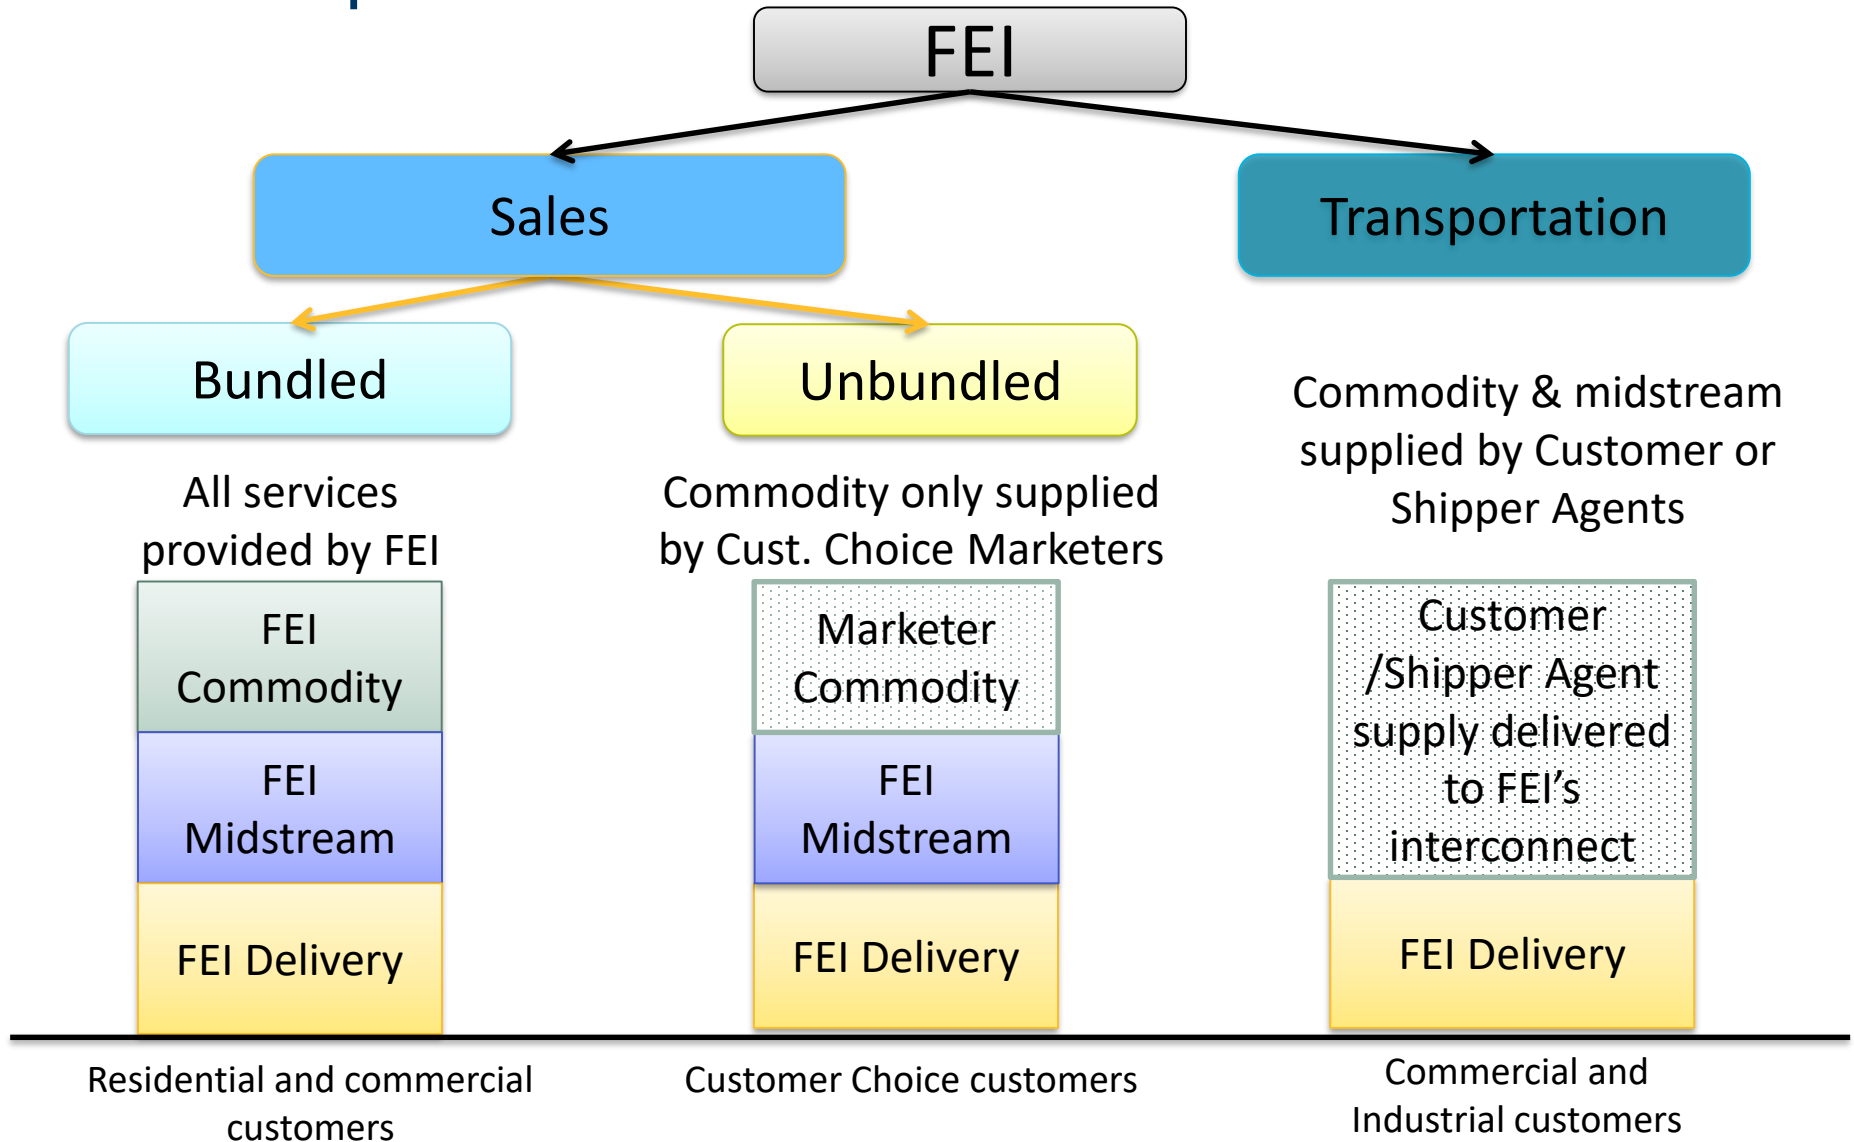 FEI
Sales
Transportation
Bundled
Unbundled
Commodity & midstream
supplied by Customer or
Shipper Agents
All services
provided by FEI
Commodity only supplied
by Cust. Choice Marketers
FEI
Commodity
FEI
Midstream
FEI Delivery
Marketer
Commodity
FEI
Midstream
FEI Delivery
Customer
/Shipper Agent
supply delivered
to FEI’s
interconnect
FEI Delivery
Residential and commercial
customers
Customer Choice customers
Commercial and
Industrial customers